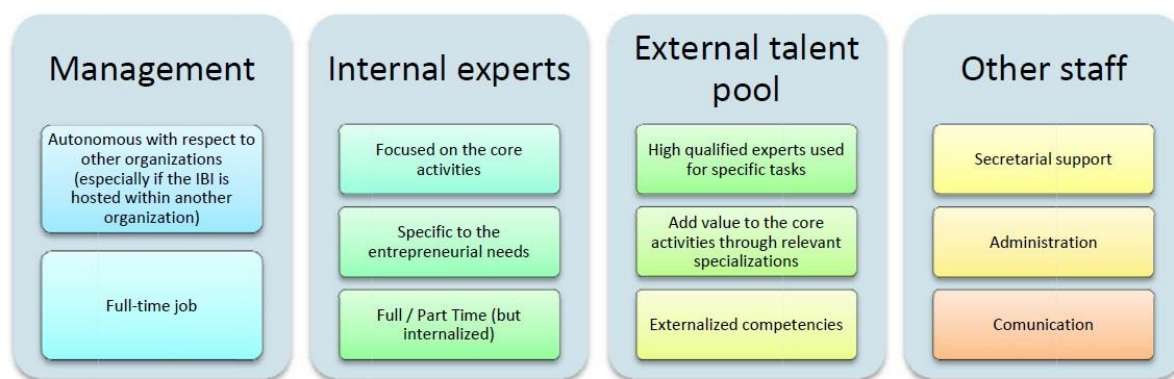 Management
Autonomous with respect to
other organizations
(especially if the IBI is
hosted within another
organization)
Full-time job
Internal experts
Focused on the core
activities
Specific to the
entrepreneurial needs
Full / Part Time (but
internalized)
External talent
pool
High qualified experts used
for specific tasks
Add value to the core
activities through relevant
specializations
Externalized competencies
Other staff
Secretarial support
Administration
Comunication